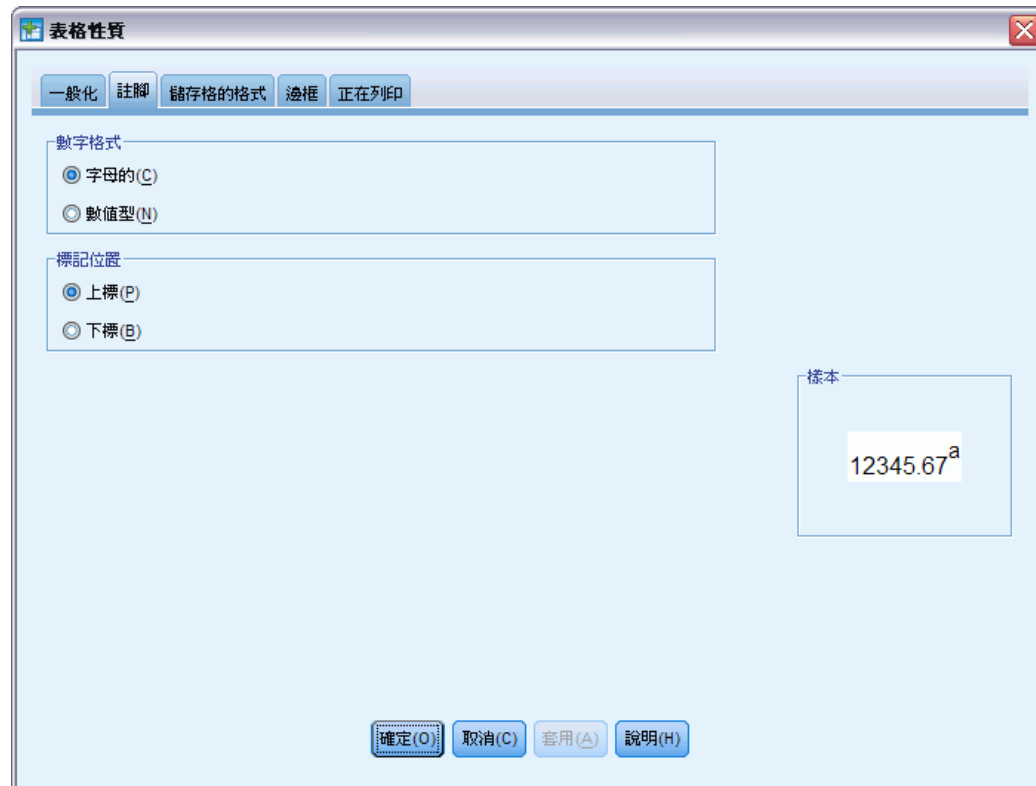 表格性質
一般化 註腳 儲存格的格式 邊框 正在列印
數字格式
字母的(C)
數值型(N)
標記位置
上標(P)
下標(B)
樣本
12345.67a
確定(O) 取消(C) 套用(A) 說明(H)